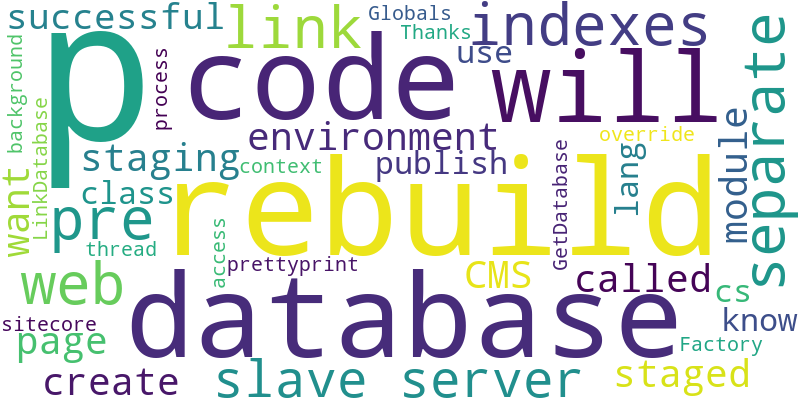 successful
link
Globals
Thanks
indexes
use
p
code
will
separate
background
process
LinkDatabase
environment
override
staging
context
publish
lang
module
want
class
pre
rebuild
GetDatabase
thread
access
prettyprint
web
CMS
called
cs
database
sitecore
know
page
Factory
create
slave
server
staged